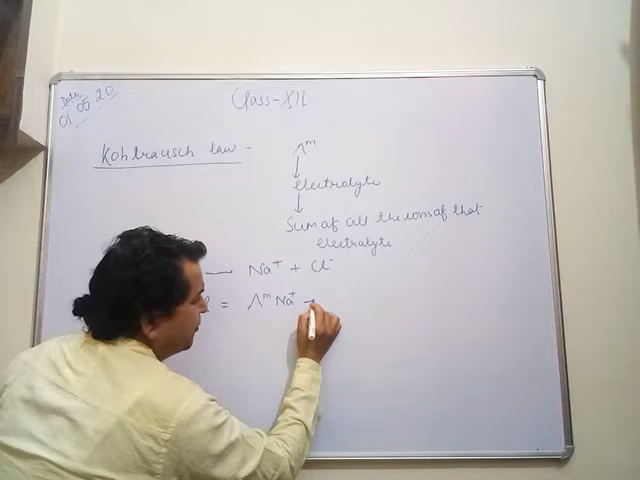 Date
01 05 20
Class-XII
Kohlrausch law -
Λm
↓
electrolyte
↓
Sum of all the ions of that
electrolyte
→ Na+ + Cl-
= Λm Na+ +